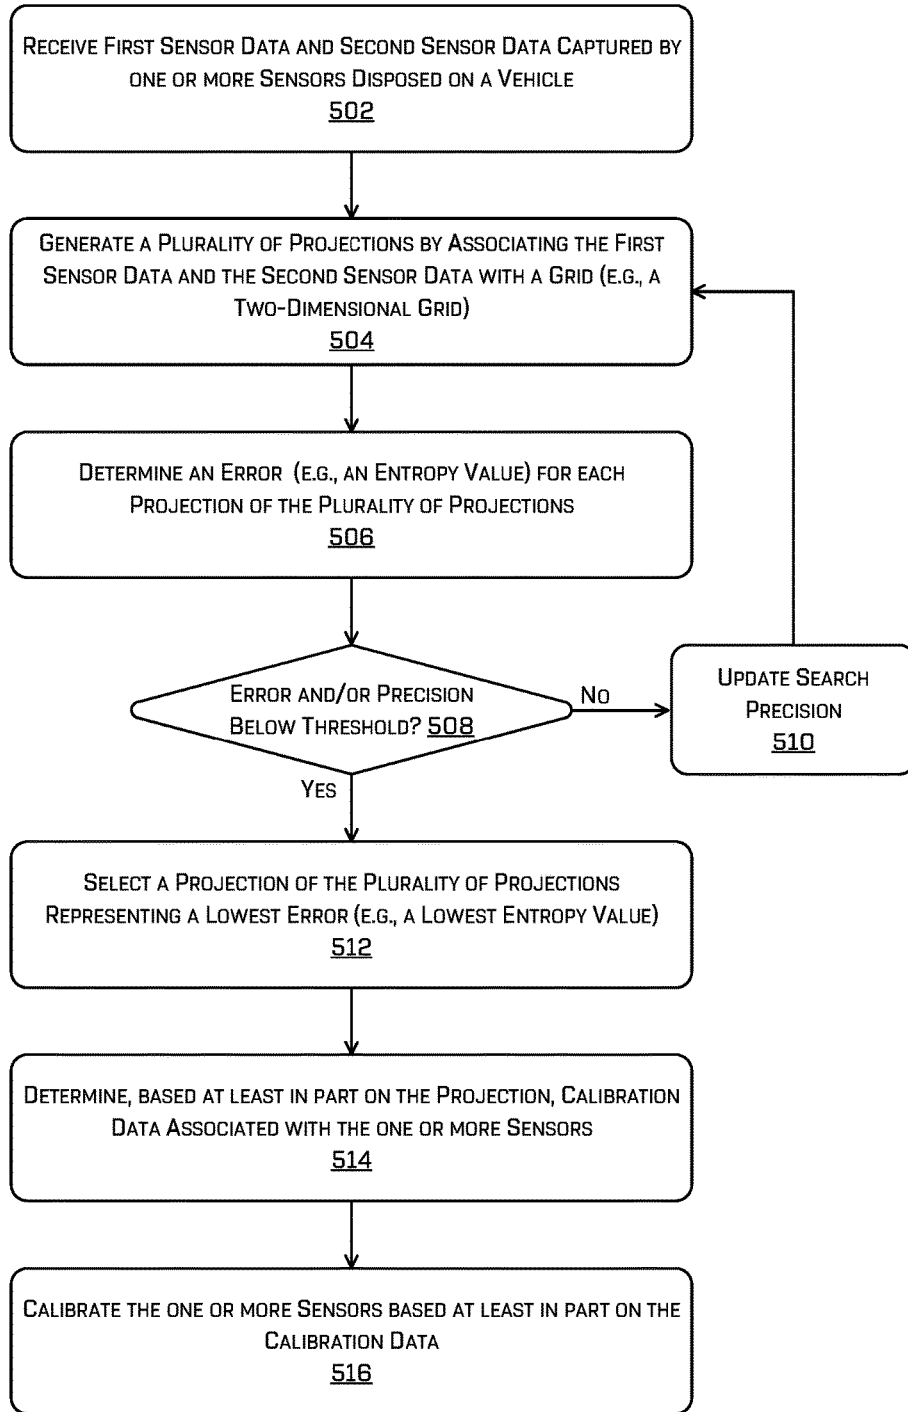 Receive First Sensor Data and Second Sensor Data Captured by
one or more Sensors Disposed on a Vehicle
502
Generate a Plurality of Projections by Associating the First
Sensor Data and the Second Sensor Data with a Grid (e.g., a
Two-Dimensional Grid)
504
Determine an Error (e.g., an Entropy Value) for each
Projection of the Plurality of Projections
506
Error and/or Precision
Below Threshold? 508
No
Update Search
Precision
510
Yes
Select a Projection of the Plurality of Projections
Representing a Lowest Error (e.g., a Lowest Entropy Value)
512
Determine, based at least in part on the Projection, Calibration
Data Associated with the one or more Sensors
514
Calibrate the one or more Sensors based at least in part on the
Calibration Data
516